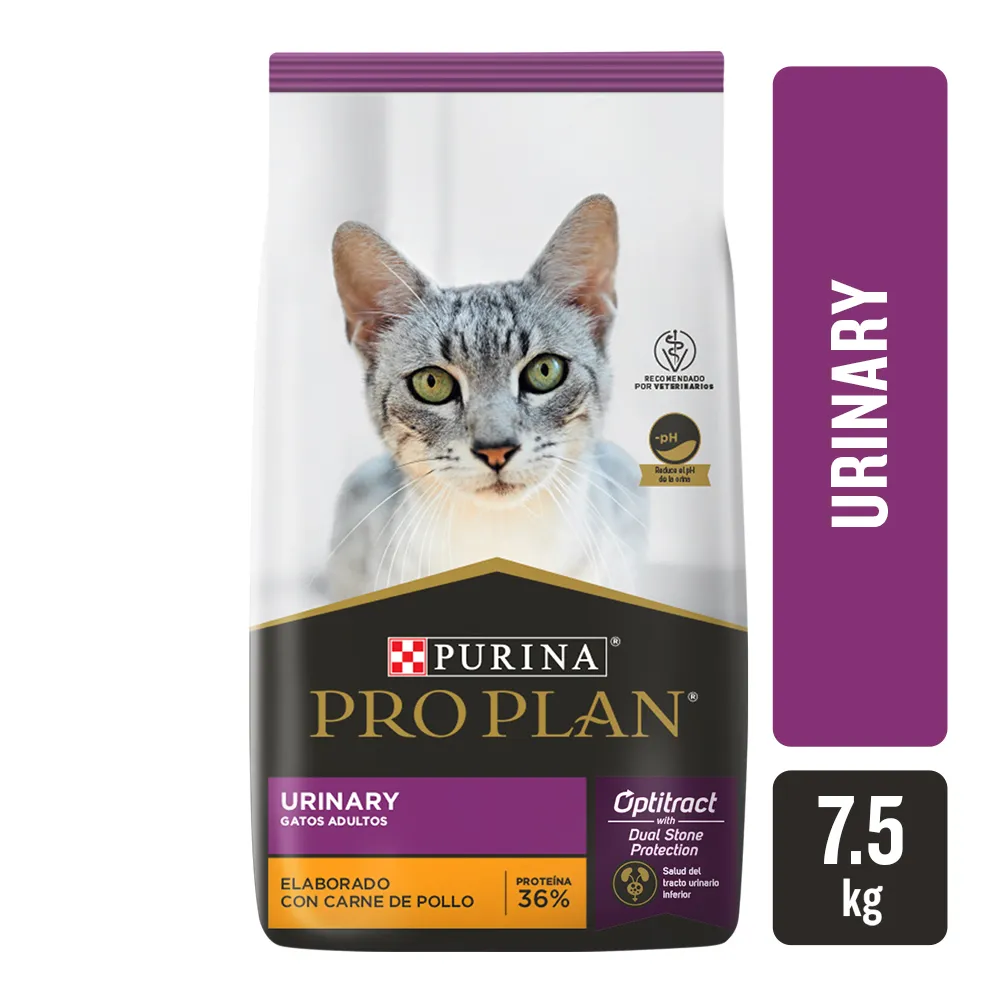 RECOMENDADO
POR VETERINARIOS
-pH
Reduce el pH
de la orina
PURINA®
PRO PLAN®
URINARY
GATOS ADULTOS
ELABORADO
CON CARNE DE POLLO
PROTEÍNA
36%
Optitract
with
Dual Stone
Protection
Salud del
tracto urinario
inferior
URINARY
7.5
kg